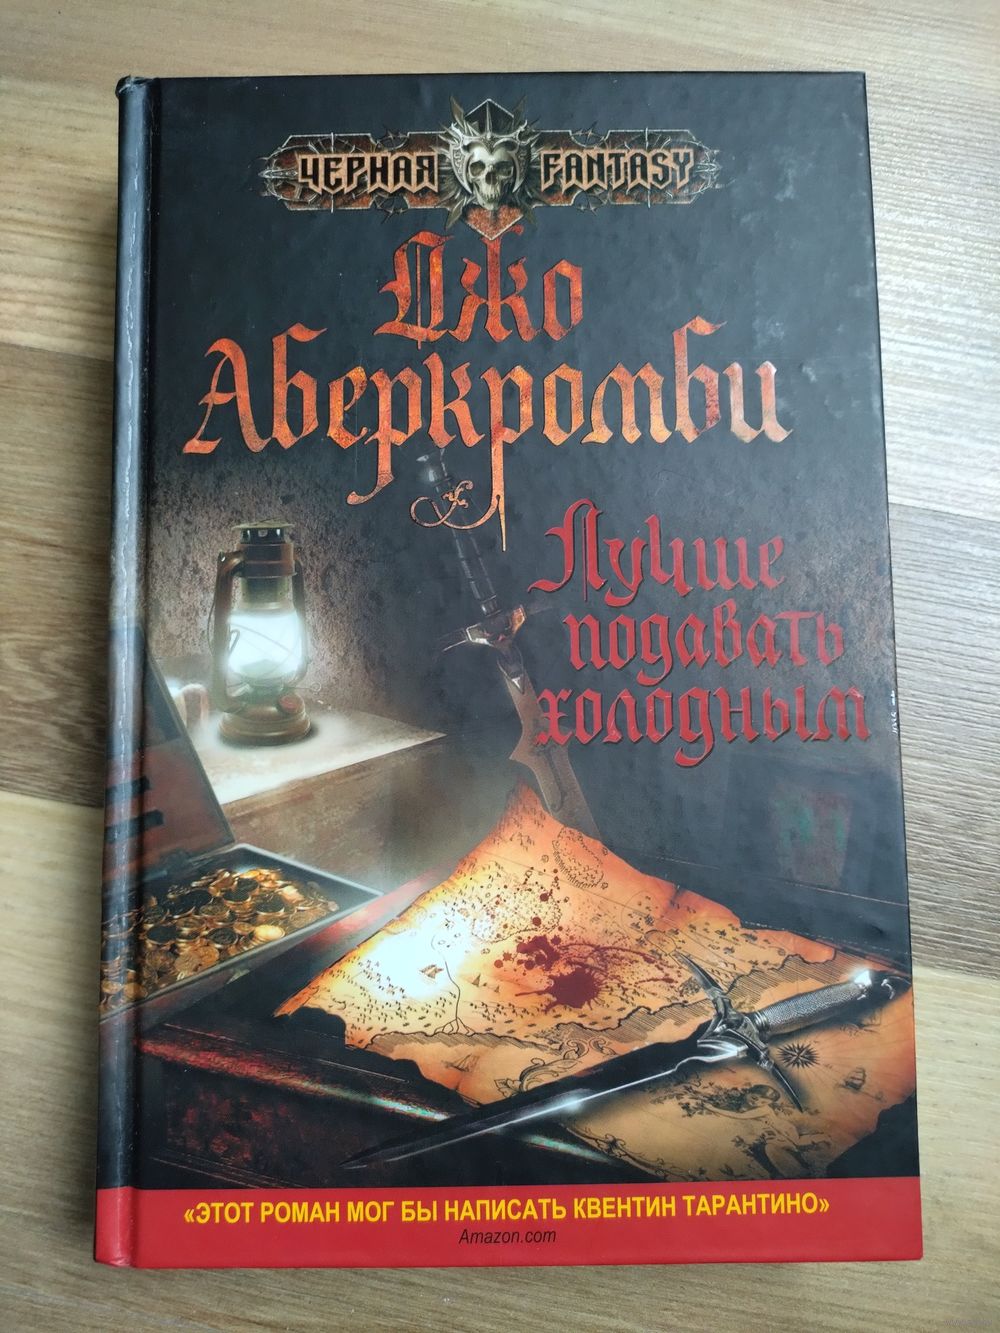 ЧЕРНАЯ FANTASY
Джо
Аберкромби
Лучше
подавать
холодным
«ЭТОТ РОМАН МОГ БЫ НАПИСАТЬ КВЕНТИН ТАРАНТИНО»
Amazon.com